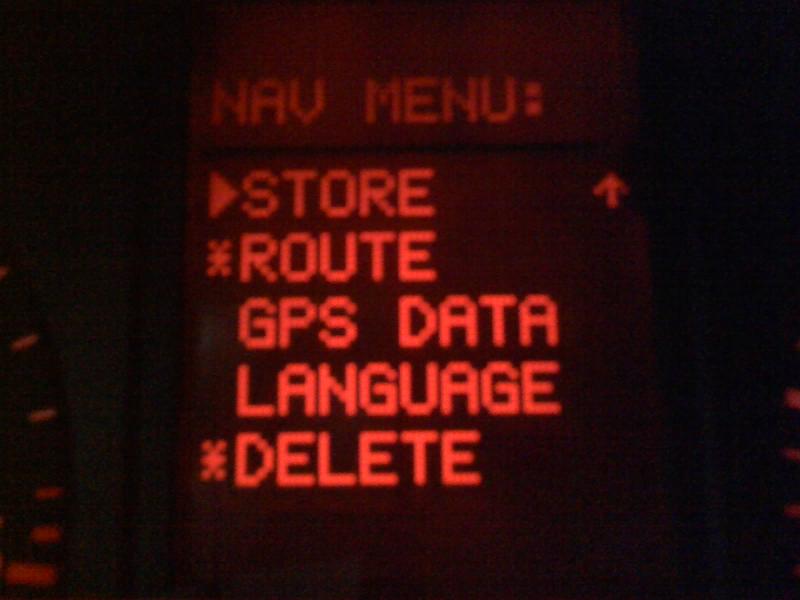 NAV MENU:
▶STORE ↑
*ROUTE
GPS DATA
LANGUAGE
*DELETE